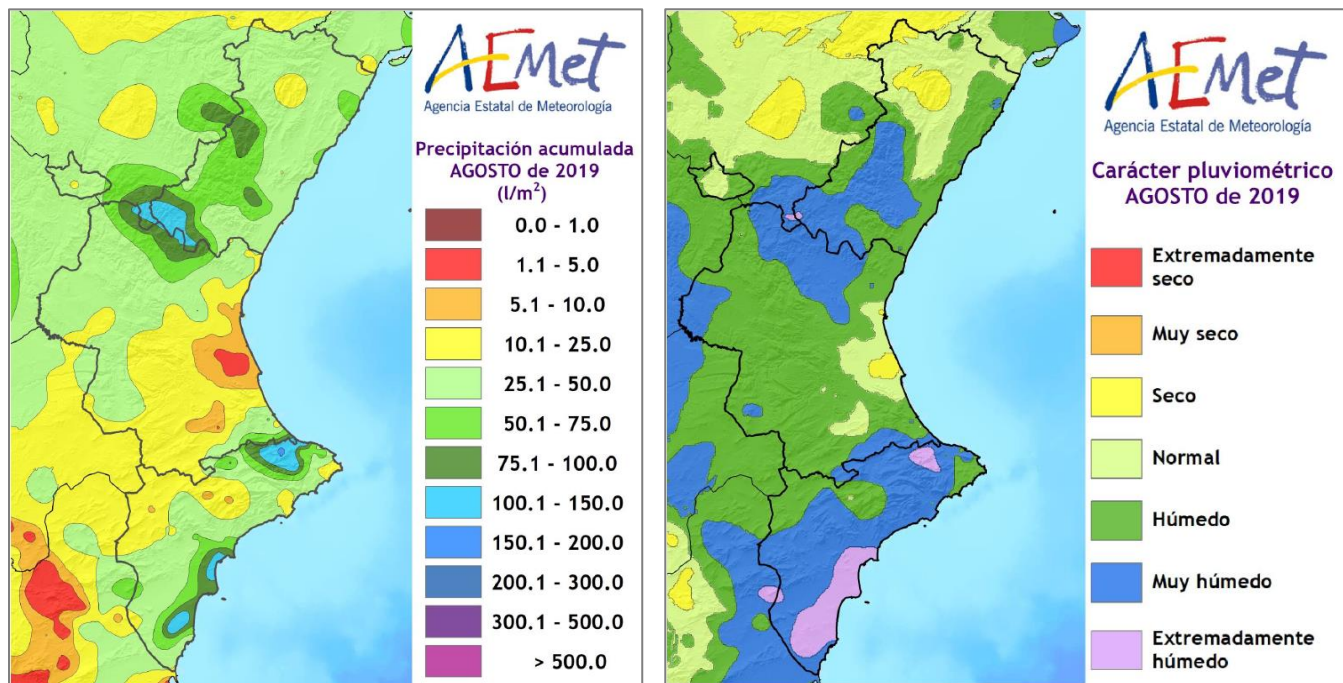 AEMet
Agencia Estatal de Meteorología
Precipitación acumulada
AGOSTO de 2019
(l/m²)
0.0 - 1.0
1.1 - 5.0
5.1 - 10.0
10.1 - 25.0
25.1 - 50.0
50.1 - 75.0
75.1 - 100.0
100.1 - 150.0
150.1 - 200.0
200.1 - 300.0
300.1 - 500.0
> 500.0
AEMet
Agencia Estatal de Meteorología
Carácter pluviométrico
AGOSTO de 2019
Extremadamente
seco
Muy seco
Seco
Normal
Húmedo
Muy húmedo
Extremadamente
húmedo